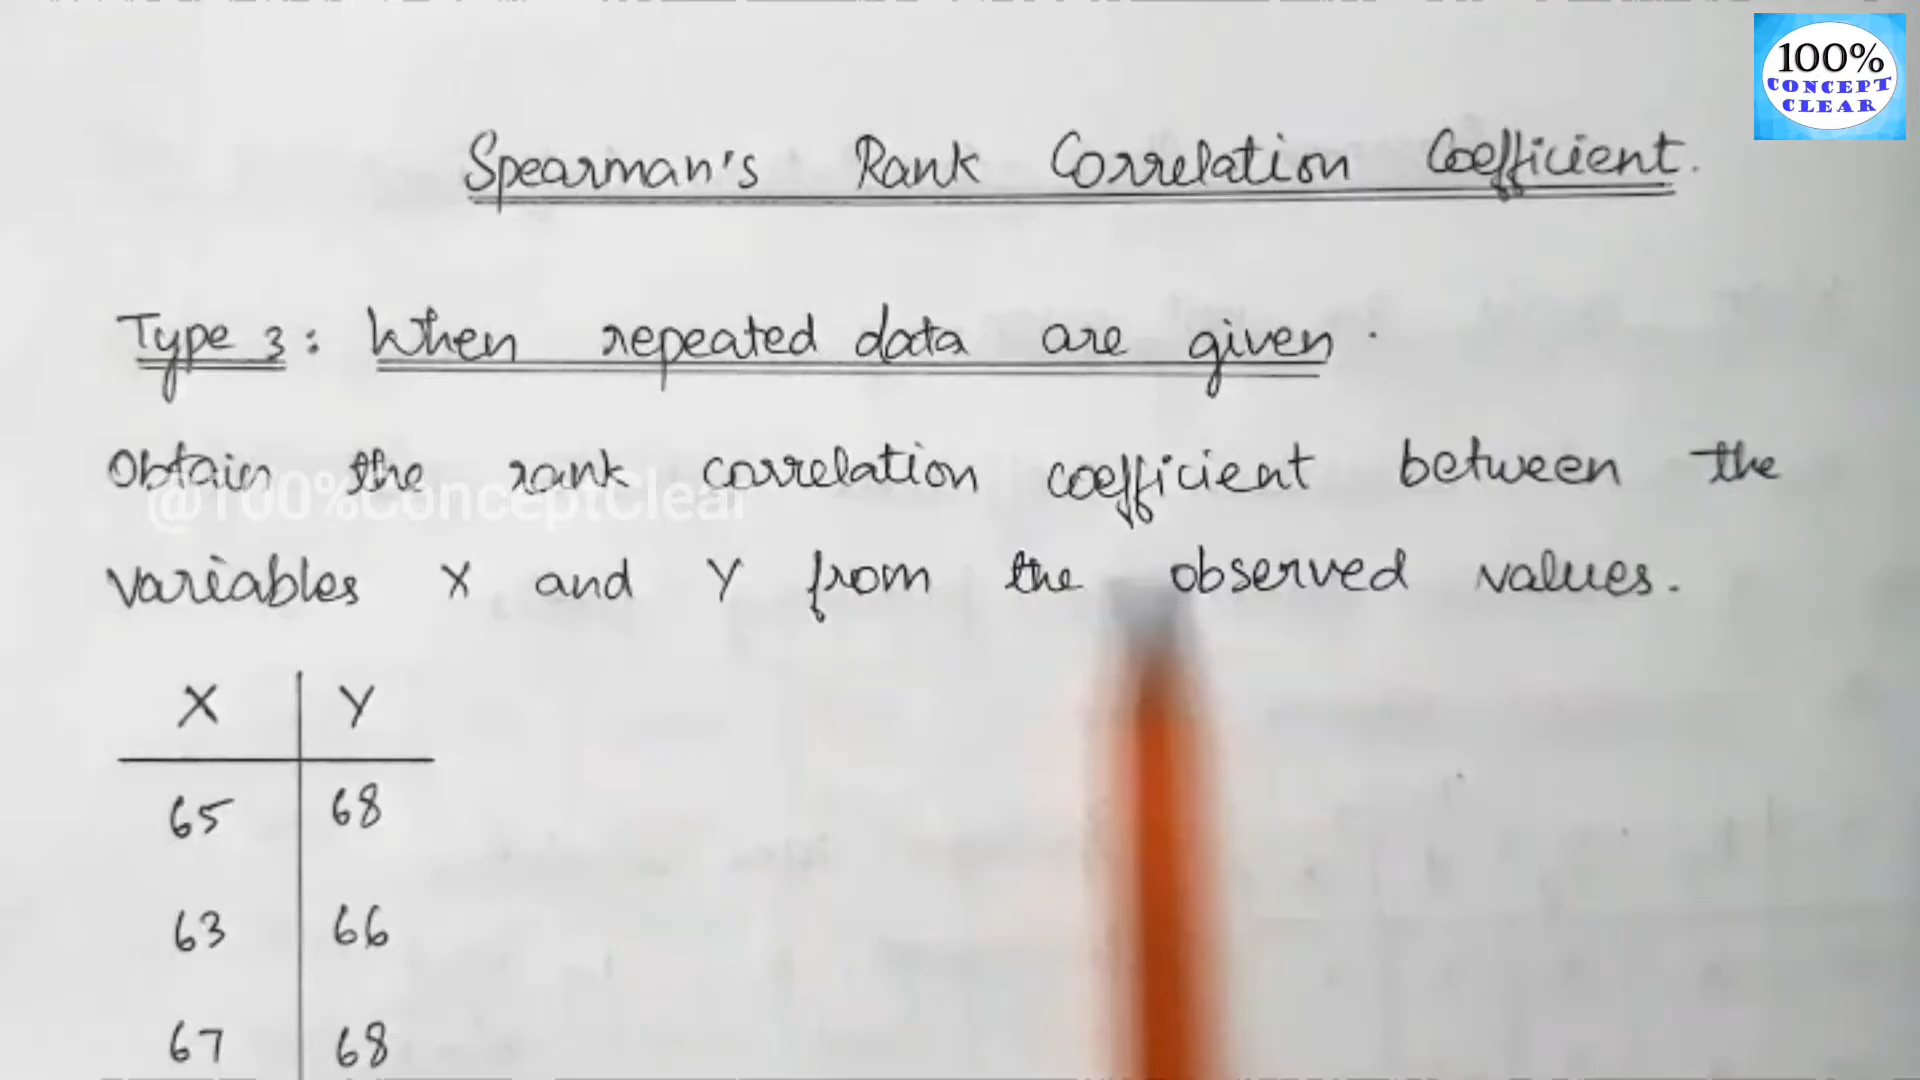 100%
CONCEPT
CLEAR
Spearman's Rank Correlation Coefficient.
Type 3: When repeated data are given.
Obtain the rank correlation coefficient between the
@100%ConceptClear
variables X and Y from the observed values.
X Y
65 68
63 66
67 68